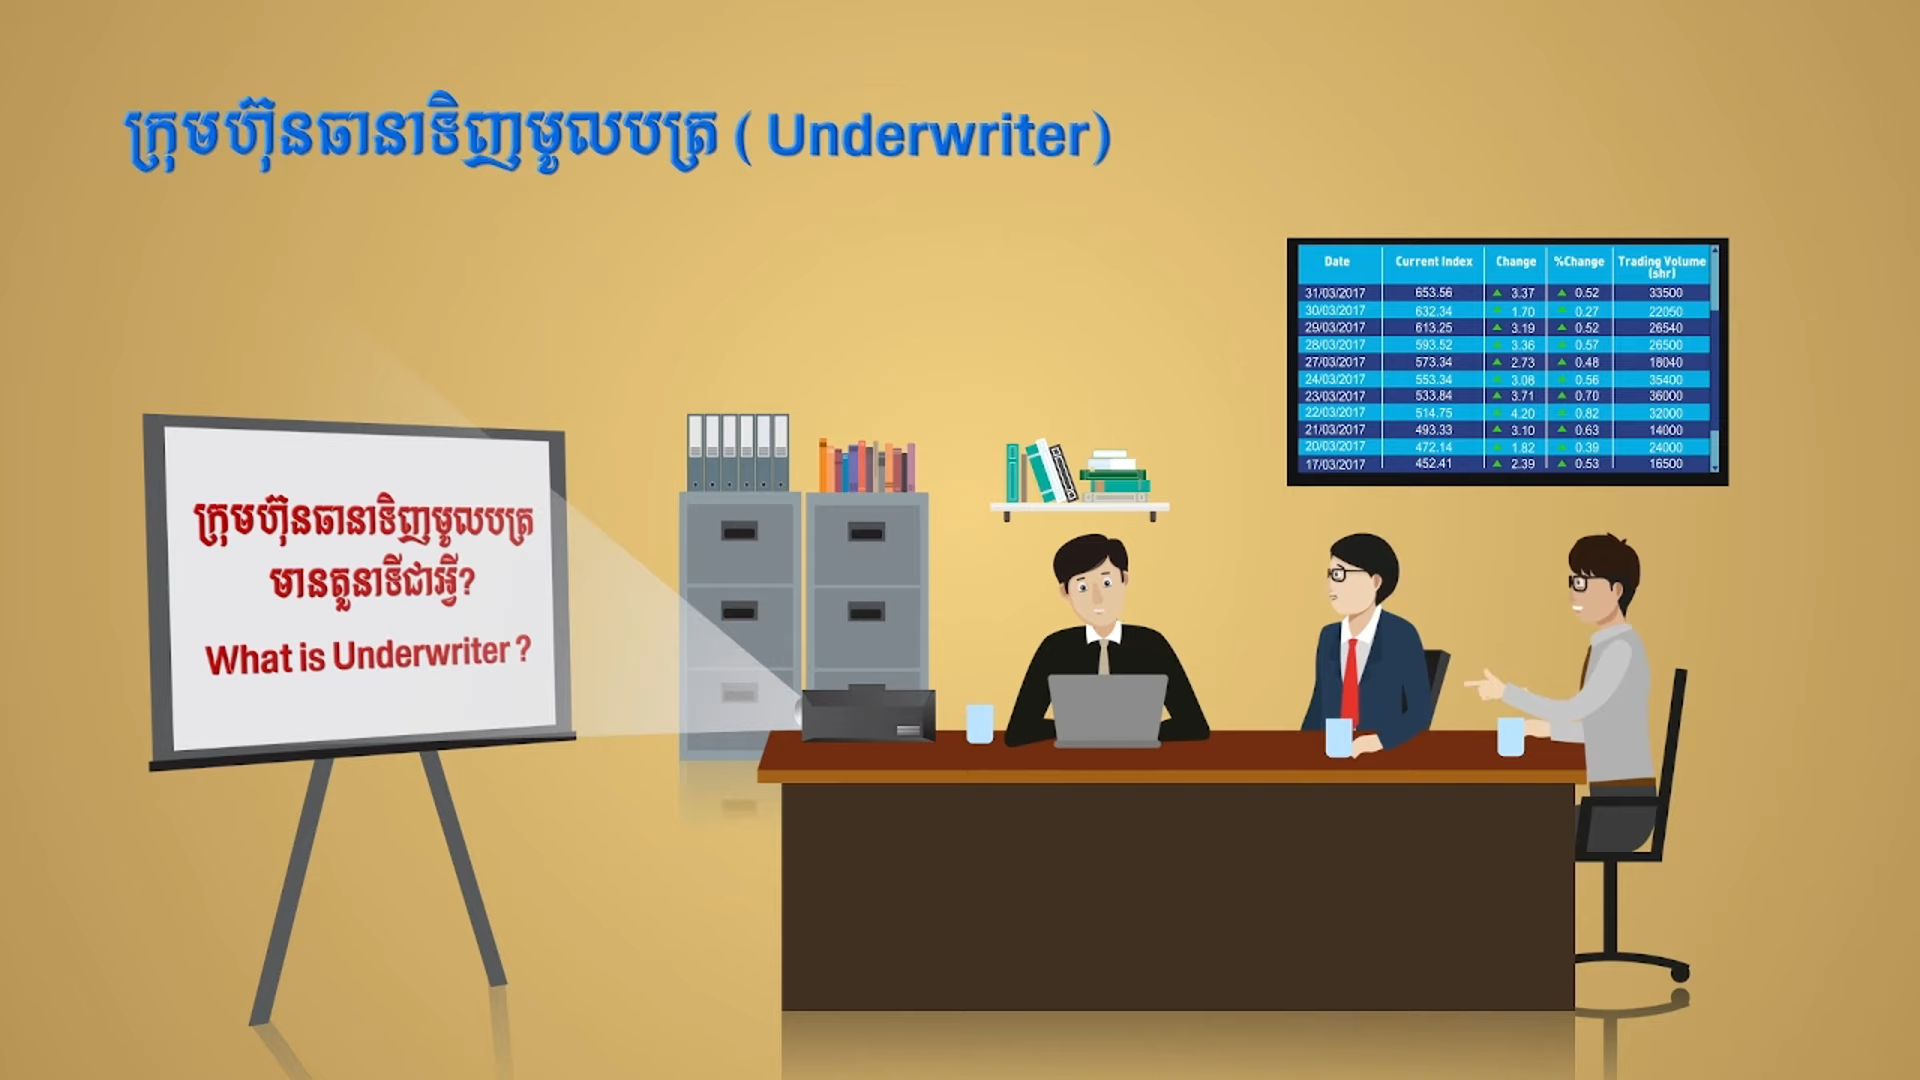 ក្រុមហ៊ុនធានាទិញមូលបត្រ ( Underwriter)
Date Current Index Change %Change Trading Volume (shr)
31/03/2017 653.56 ▲ 3.37 ▲ 0.52 33500
30/03/2017 632.34 ▲ 1.70 ▲ 0.27 22050
29/03/2017 613.25 ▲ 3.19 ▲ 0.52 26540
28/03/2017 593.52 ▲ 3.36 ▲ 0.57 26500
27/03/2017 573.34 ▲ 2.73 ▲ 0.48 18040
24/03/2017 553.34 ▲ 3.08 ▲ 0.56 35400
23/03/2017 533.84 ▲ 3.71 ▲ 0.70 36000
22/03/2017 514.75 ▲ 4.20 ▲ 0.82 32000
21/03/2017 493.33 ▲ 3.10 ▲ 0.63 14000
20/03/2017 472.14 ▲ 1.82 ▲ 0.39 24000
17/03/2017 452.41 ▲ 2.39 ▲ 0.53 16500
ក្រុមហ៊ុនធានាទិញមូលបត្រ
មានតួនាទីជាអ្វី?
What is Underwriter ?